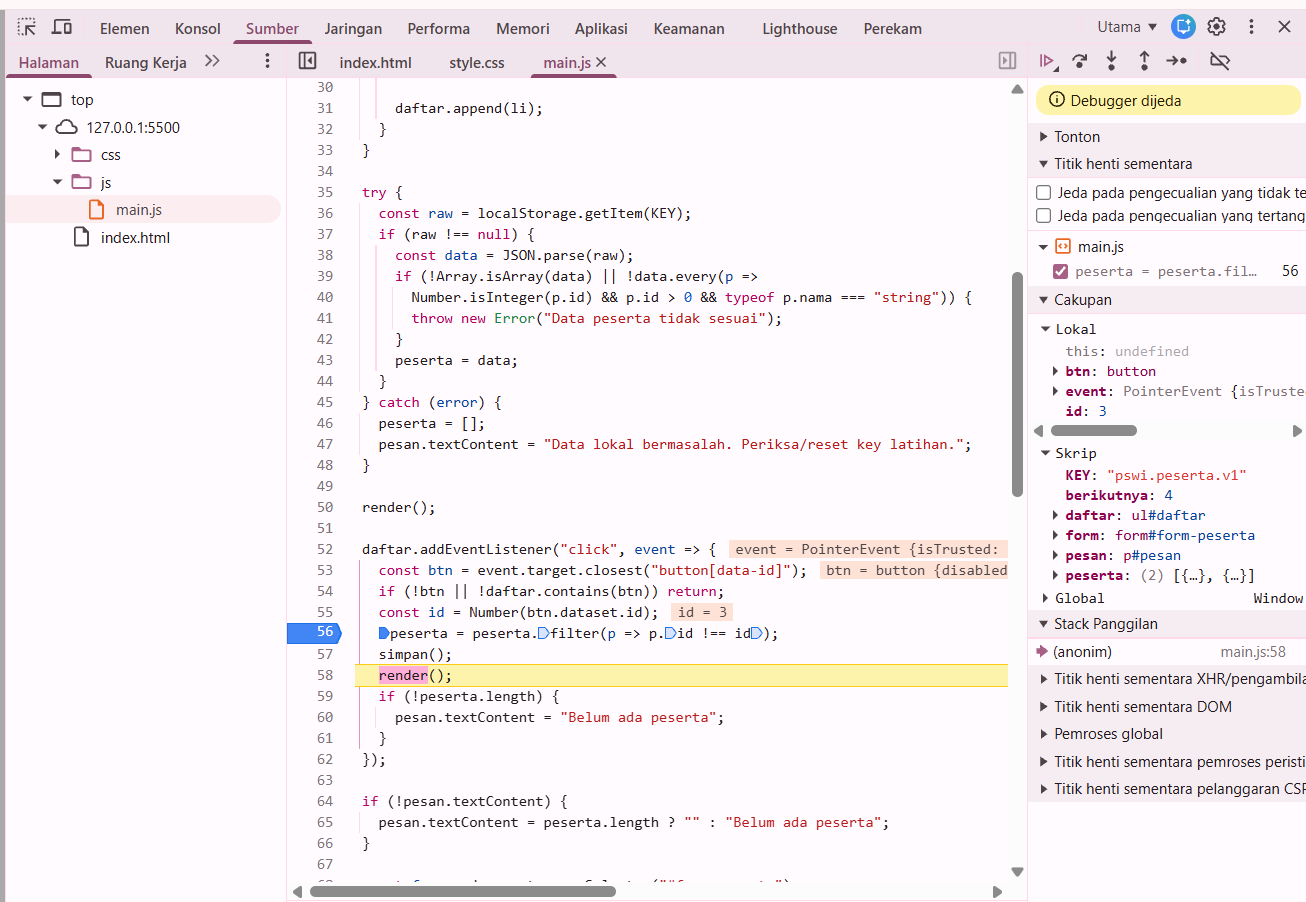 Elemen Konsol Sumber Jaringan Performa Memori Aplikasi Keamanan Lighthouse Perekam Utama
Halaman Ruang Kerja
index.html style.css main.js
top
127.0.0.1:5500
css
js
main.js
index.html
30
31 daftar.append(li);
32 }
33 }
34
35 try {
36 const raw = localStorage.getItem(KEY);
37 if (raw !== null) {
38 const data = JSON.parse(raw);
39 if (!Array.isArray(data) || !data.every(p =>
40 Number.isInteger(p.id) && p.id > 0 && typeof p.nama === "string")) {
41 throw new Error("Data peserta tidak sesuai");
42 }
43 peserta = data;
44 }
45 } catch (error) {
46 peserta = [];
47 pesan.textContent = "Data lokal bermasalah. Periksa/reset key latihan.";
48 }
49
50 render();
51
52 daftar.addEventListener("click", event => { event = PointerEvent {isTrusted:
53 const btn = event.target.closest("button[data-id]"); btn = button {disabled
54 if (!btn || !daftar.contains(btn)) return;
55 const id = Number(btn.dataset.id); id = 3
56 peserta = peserta.filter(p => p.id !== id);
57 simpan();
58 render();
59 if (!peserta.length) {
60 pesan.textContent = "Belum ada peserta";
61 }
62 });
63
64 if (!pesan.textContent) {
65 pesan.textContent = peserta.length ? "" : "Belum ada peserta";
66 }
67
Debugger dijeda
Tonton
Titik henti sementara
Jeda pada pengecualian yang tidak te
Jeda pada pengecualian yang tertang
main.js
peserta = peserta.fil… 56
Cakupan
Lokal
this: undefined
btn: button
event: PointerEvent {isTruste
id: 3
Skrip
KEY: "pswi.peserta.v1"
berikutnya: 4
daftar: ul#daftar
form: form#form-peserta
pesan: p#pesan
peserta: (2) [{…}, {…}]
Global Window
Stack Panggilan
(anonim) main.js:58
Titik henti sementara XHR/pengambila
Titik henti sementara DOM
Pemroses global
Titik henti sementara pemroses peristi
Titik henti sementara pelanggaran CSP